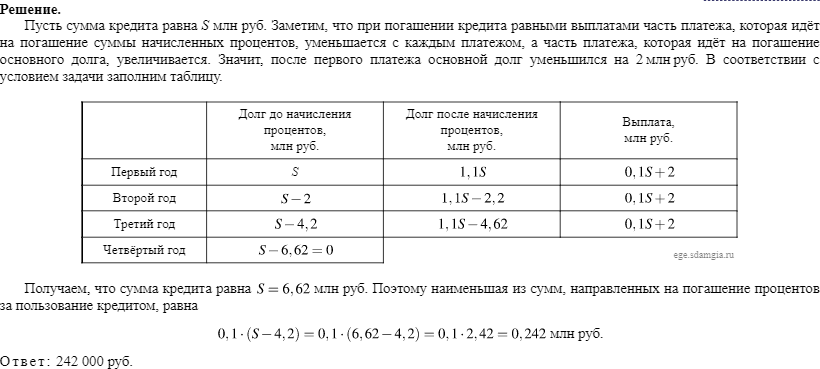 Решение.
Пусть сумма кредита равна S млн руб. Заметим, что при погашении кредита равными выплатами часть платежа, которая идёт
на погашение суммы начисленных процентов, уменьшается с каждым платежом, а часть платежа, которая идёт на погашение
основного долга, увеличивается. Значит, после первого платежа основной долг уменьшился на 2 млн руб. В соответствии с
условием задачи заполним таблицу.
Долг до начисления
процентов,
млн руб.
Долг после начисления
процентов,
млн руб.
Выплата,
млн руб.
Первый год S 1,1S 0,1S + 2
Второй год S − 2 1,1S − 2,2 0,1S + 2
Третий год S − 4,2 1,1S − 4,62 0,1S + 2
Четвёртый год S − 6,62 = 0
ege.sdamgia.ru
Получаем, что сумма кредита равна S = 6,62 млн руб. Поэтому наименьшая из сумм, направленных на погашение процентов
за пользование кредитом, равна
0,1 · (S − 4,2) = 0,1 · (6,62 − 4,2) = 0,1 · 2,42 = 0,242 млн руб.
Ответ: 242 000 руб.